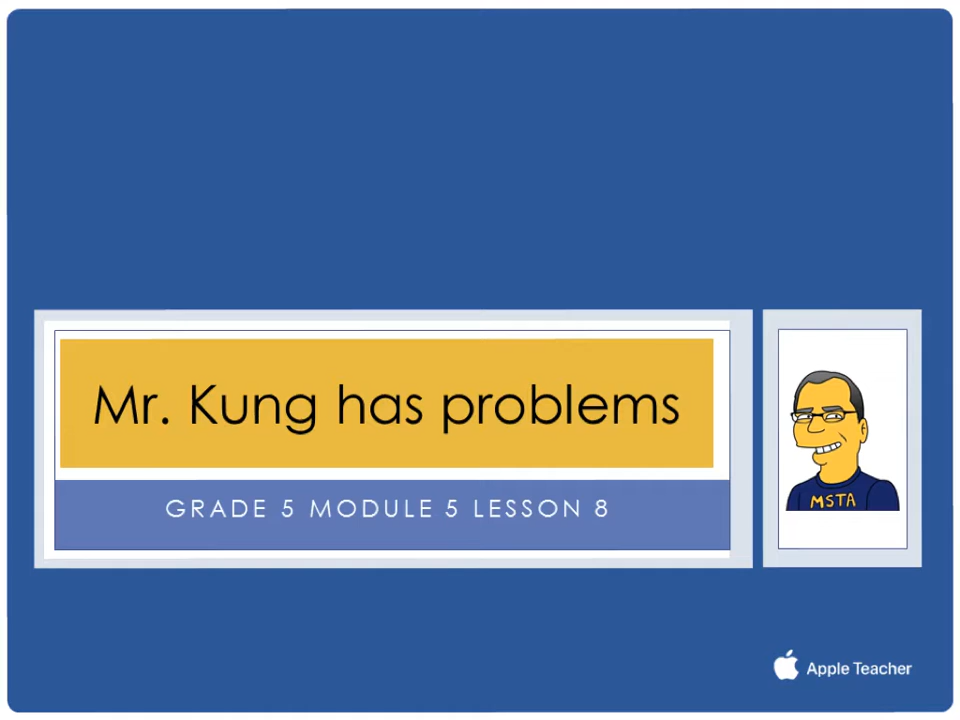 Mr. Kung has problems
GRADE 5 MODULE 5 LESSON 8
MSTA
Apple Teacher